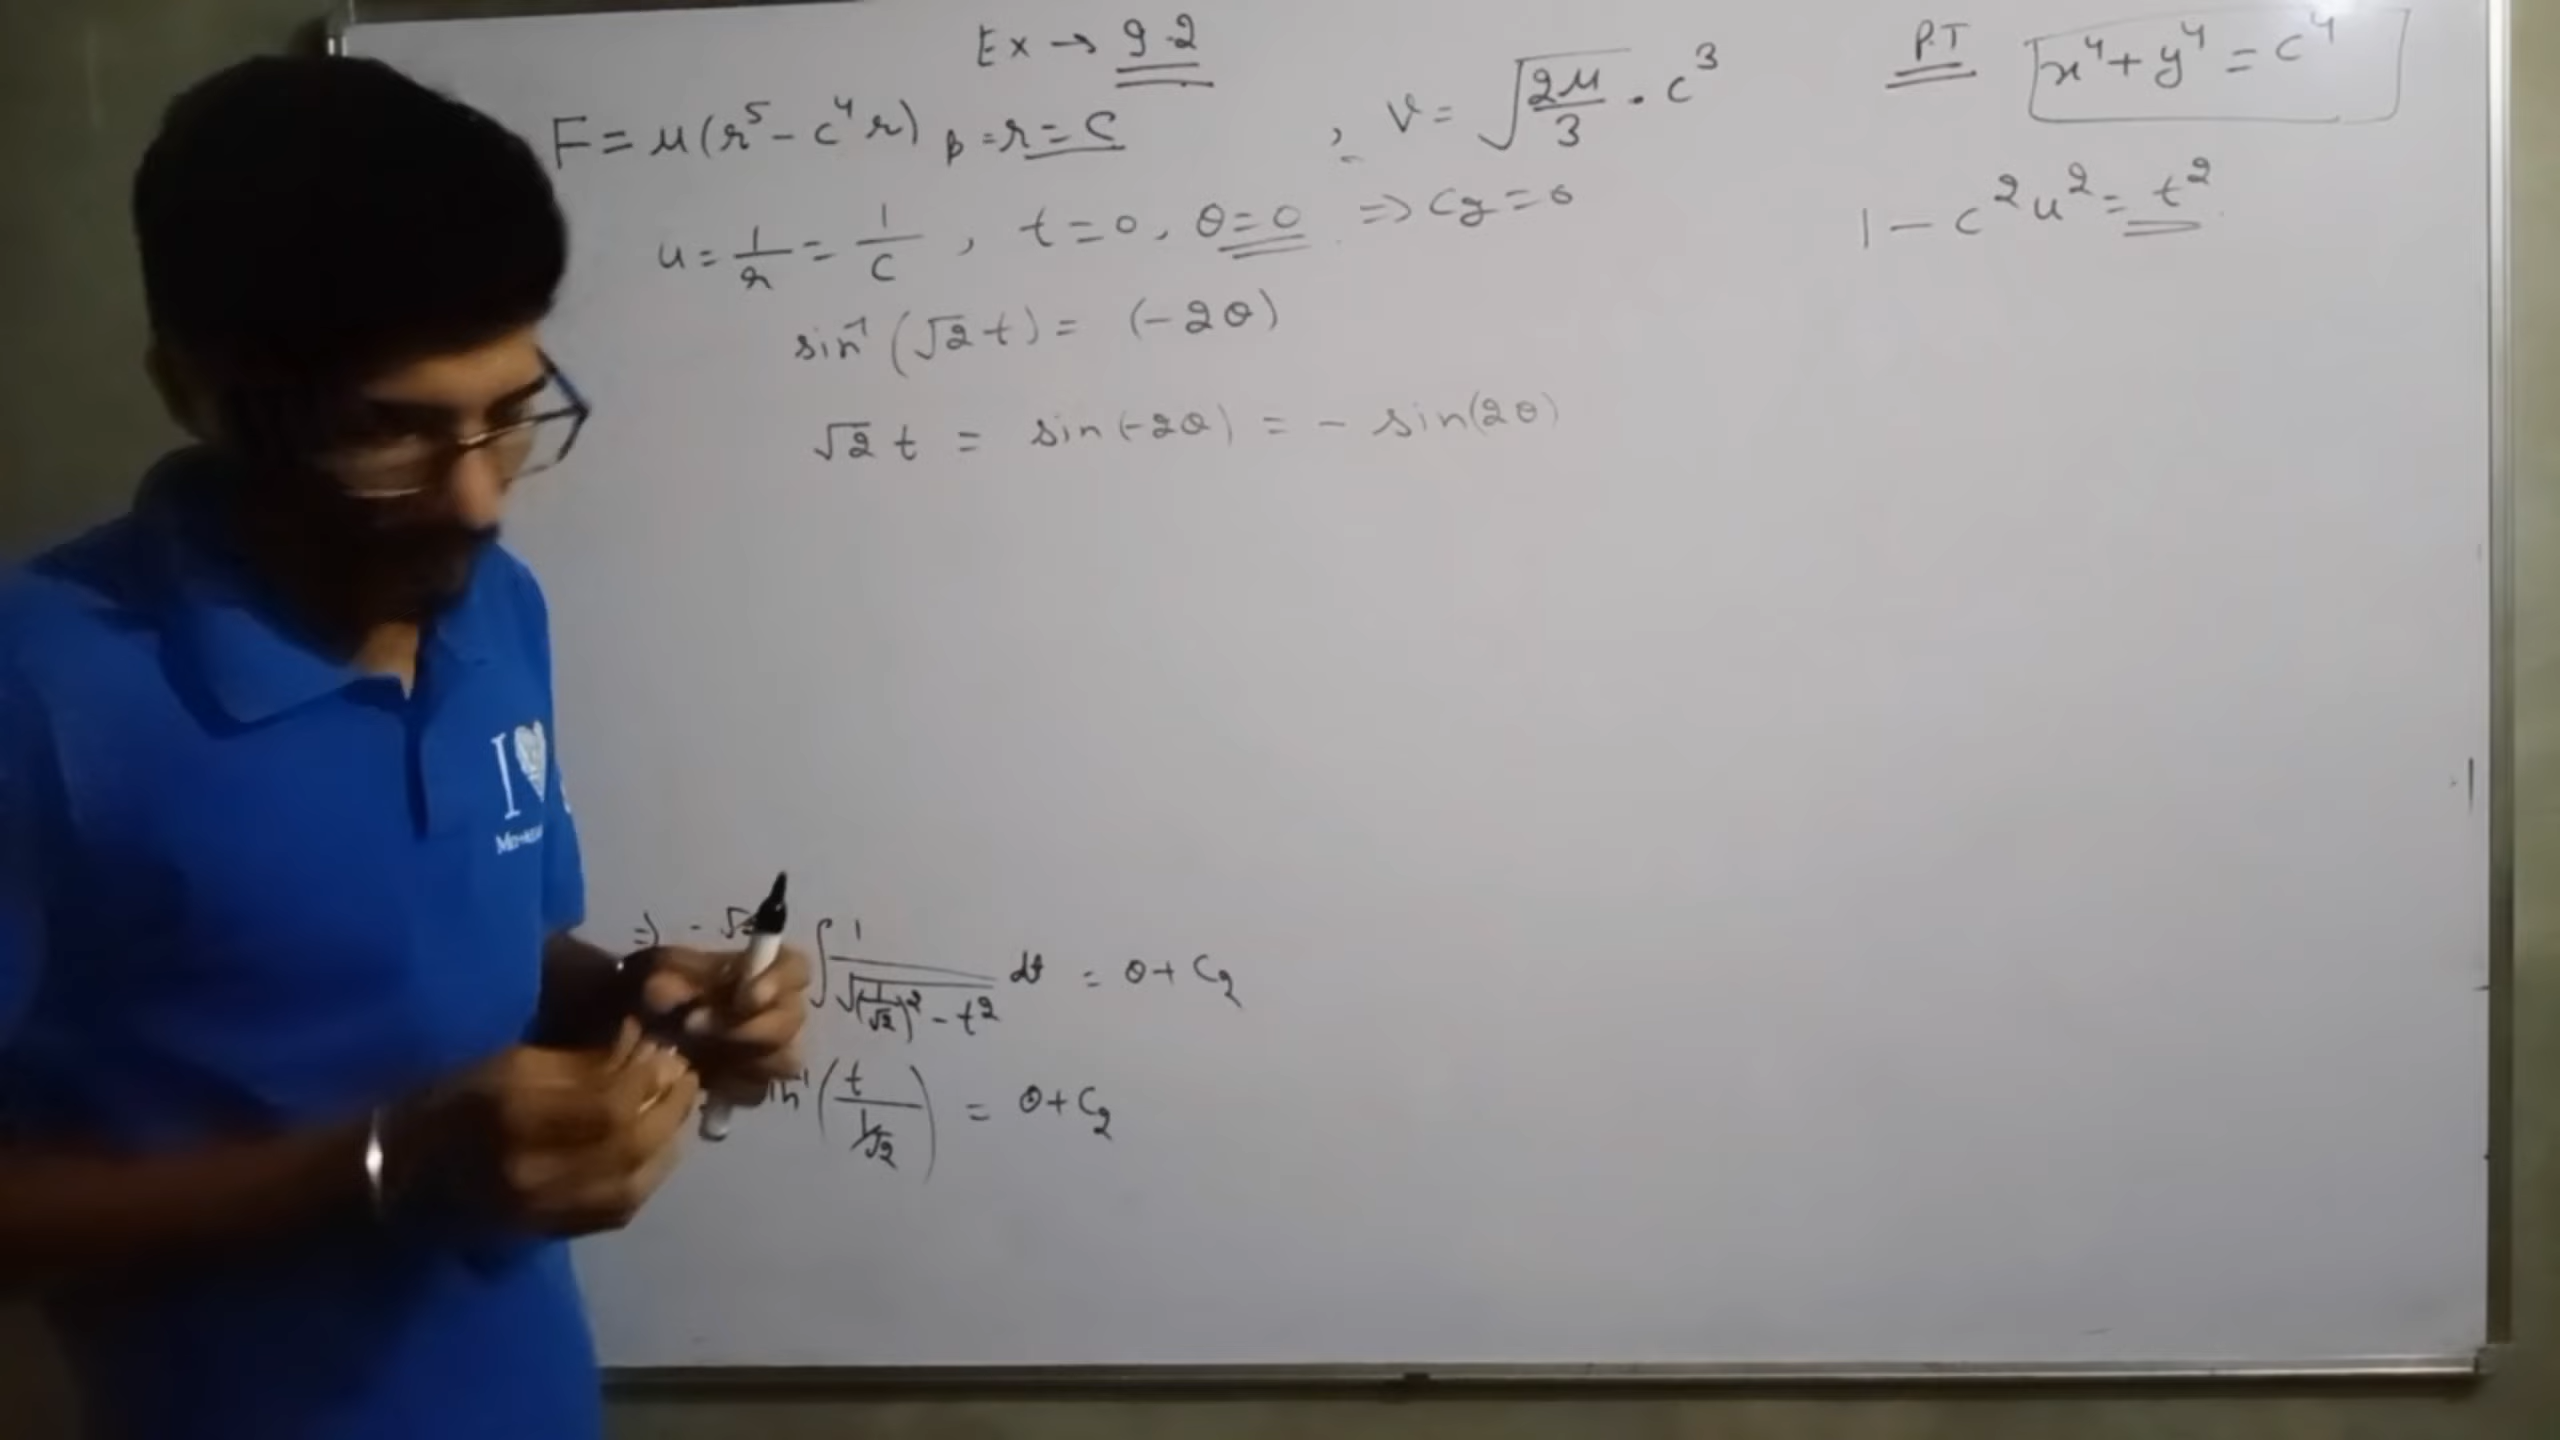 Ex → 9.2
F = μ(r⁵ - c⁴r) p = r = c , V = √(2μ/3) . c³
P.T x⁴ + y⁴ = c⁴
u = 1/r = 1/c , t = 0 , θ = 0 ⇒ C₂ = 0
1 - c²u² = t²
sin⁻¹(√2 t) = (-2θ)
√2 t = sin(-2θ) = - sin(2θ)
I
⇒ - ∫ 1/√((1/√2)² - t²) dt = θ + C₂
(t/(1/√2)) = θ + C₂